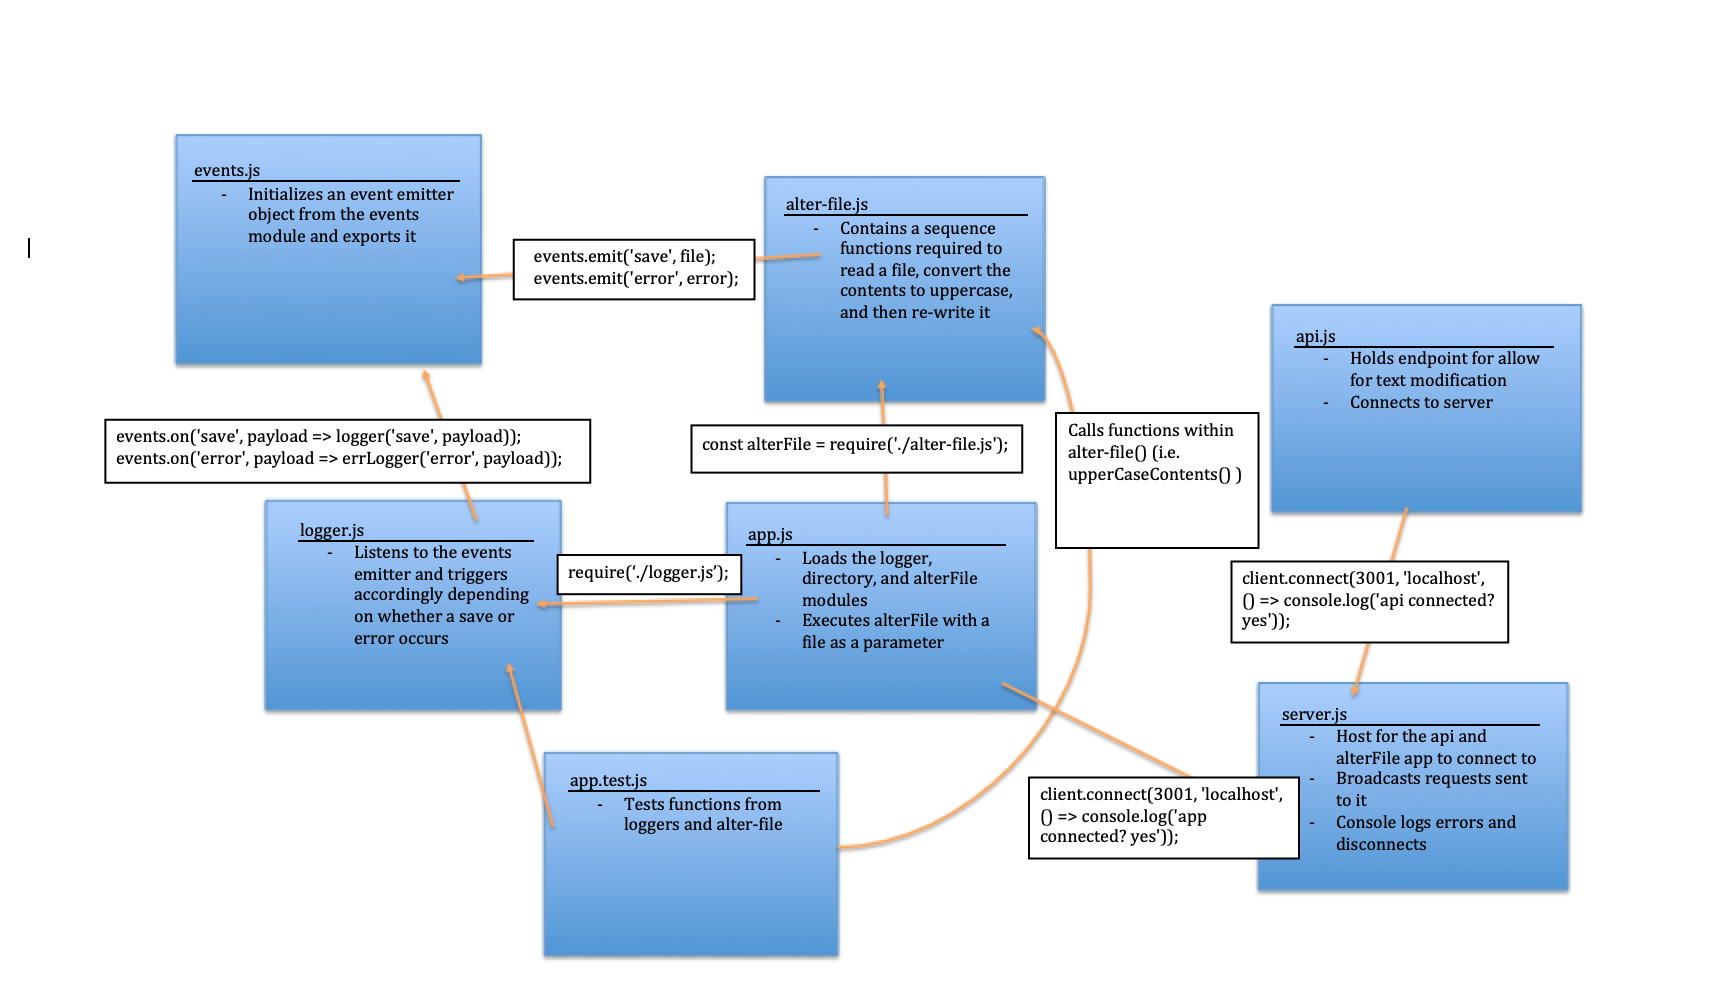 events.js
- Initializes an event emitter
object from the events
module and exports it
events.emit('save', file);
events.emit('error', error);
alter-file.js
- Contains a sequence
functions required to
read a file, convert the
contents to uppercase,
and then re-write it
api.js
- Holds endpoint for allow
for text modification
- Connects to server
events.on('save', payload => logger('save', payload));
events.on('error', payload => errLogger('error', payload));
const alterFile = require('./alter-file.js');
Calls functions within
alter-file() (i.e.
upperCaseContents() )
logger.js
- Listens to the events
emitter and triggers
accordingly depending
on whether a save or
error occurs
require(‘./logger.js’);
app.js
- Loads the logger,
directory, and alterFile
modules
- Executes alterFile with a
file as a parameter
client.connect(3001, 'localhost',
() => console.log('api connected?
yes'));
app.test.js
- Tests functions from
loggers and alter-file
client.connect(3001, 'localhost',
() => console.log('app
connected? yes'));
server.js
- Host for the api and
alterFile app to connect to
- Broadcasts requests sent
to it
- Console logs errors and
disconnects